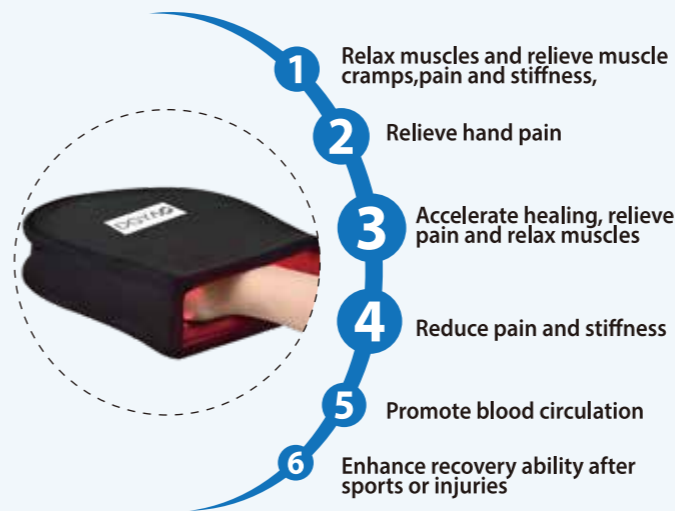 1
Relax muscles and relieve muscle
cramps,pain and stiffness,
2
Relieve hand pain
3
Accelerate healing, relieve
pain and relax muscles
4
Reduce pain and stiffness
5
Promote blood circulation
6
Enhance recovery ability after
sports or injuries
DGYAO